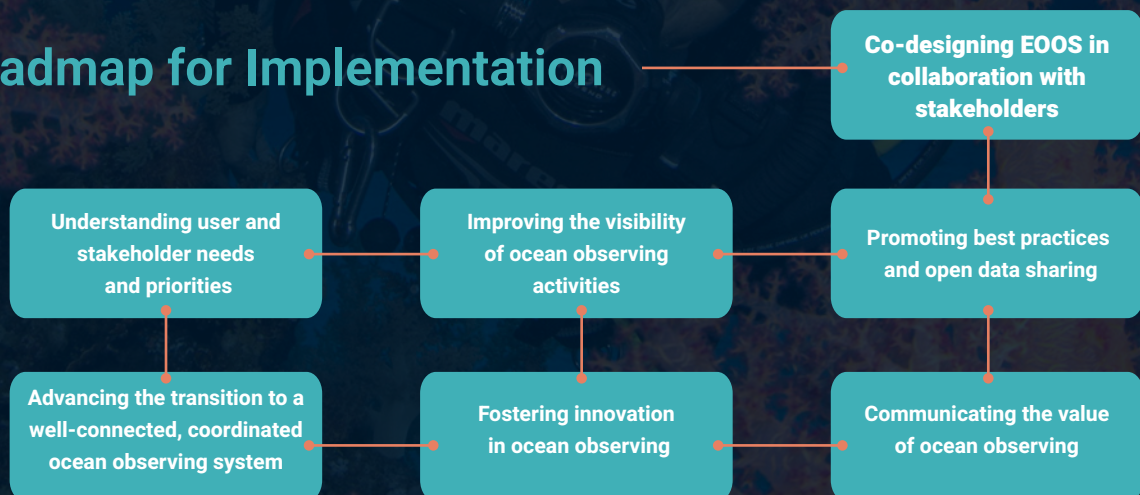 admap for Implementation
Co-designing EOOS in
collaboration with
stakeholders
Understanding user and
stakeholder needs
and priorities
Improving the visibility
of ocean observing
activities
Promoting best practices
and open data sharing
Advancing the transition to a
well-connected, coordinated
ocean observing system
Fostering innovation
in ocean observing
Communicating the value
of ocean observing
mares